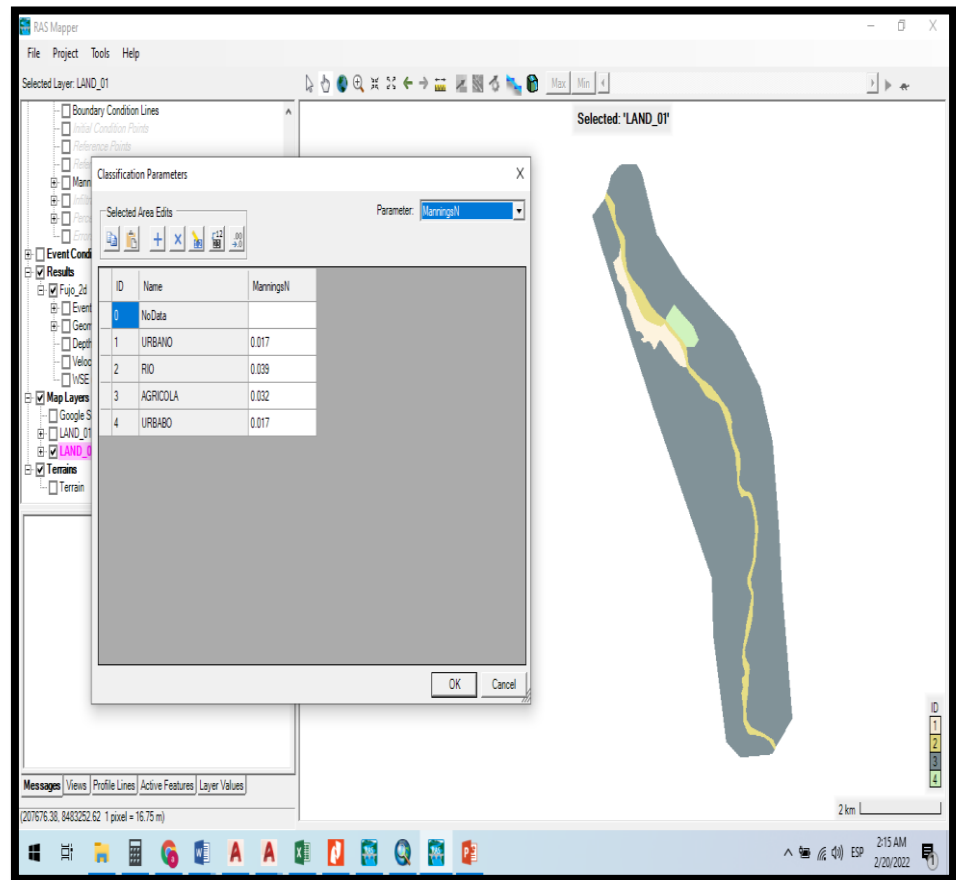 RAS Mapper
File Project Tools Help
Selected Layer: LAND_01
Max Min
Boundary Condition Lines
Initial Condition Points
Reference Points
Refer
Mann
Infiltr
Perce
Error
Event Condi
Results
Fujo_2d
Event
Geom
Depth
Veloc
WSE
Map Layers
Google S
LAND_01
LAND_0
Terrains
Terrain
Classification Parameters X
Selected Area Edits
Parameter: ManningsN
ID Name ManningsN
0 NoData
1 URBANO 0.017
2 RIO 0.039
3 AGRICOLA 0.032
4 URBABO 0.017
OK Cancel
Selected: 'LAND_01'
ID
1
2
3
4
2 km
Messages Views Profile Lines Active Features Layer Values
(207676.38, 8483252.62 1 pixel = 16.75 m)
ESP
2:15 AM
2/20/2022